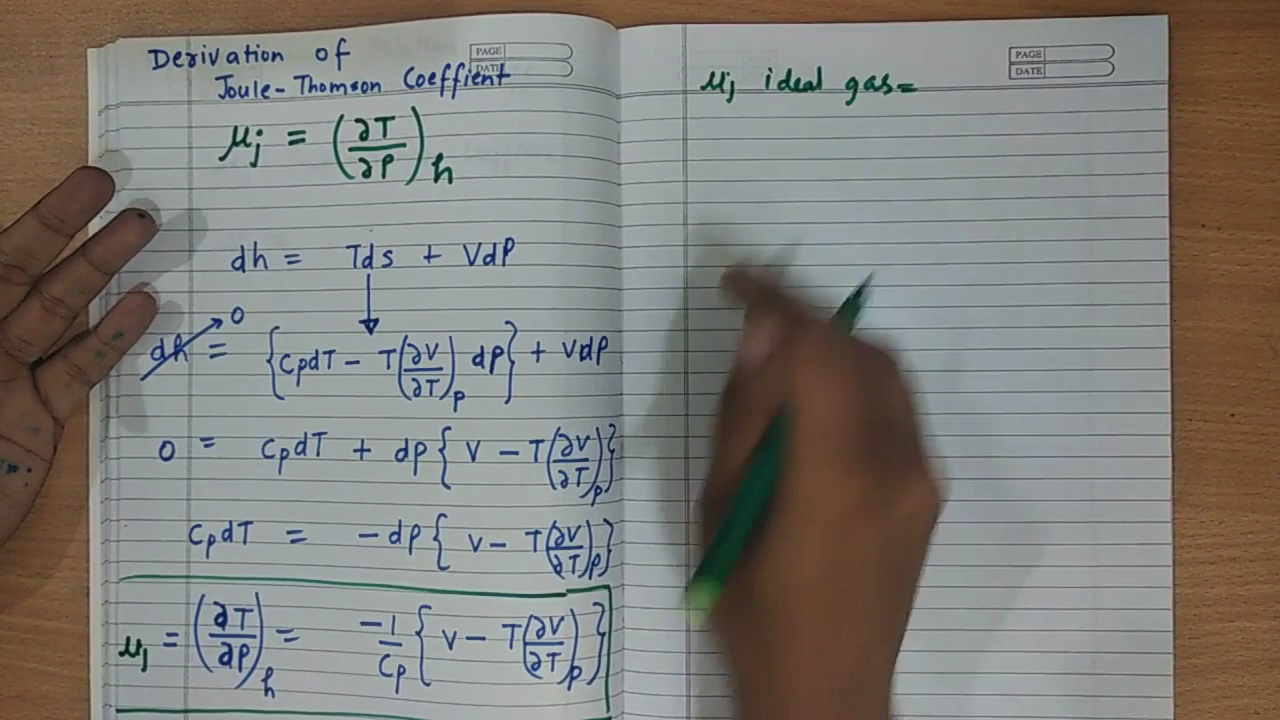 Derivation of
PAGE
DATE
Joule-Thomson Coeffient
μj = (∂T/∂P)h
dh = Tds + VdP
0
dh = {CpdT - T(∂V/∂T)p dp} + Vdp
0 = CpdT + dp{V - T(∂V/∂T)p}
CpdT = -dp{V - T(∂V/∂T)p}
μj = (∂T/∂P)h = -1/Cp{V - T(∂V/∂T)p}
PAGE
DATE
μj ideal gas=